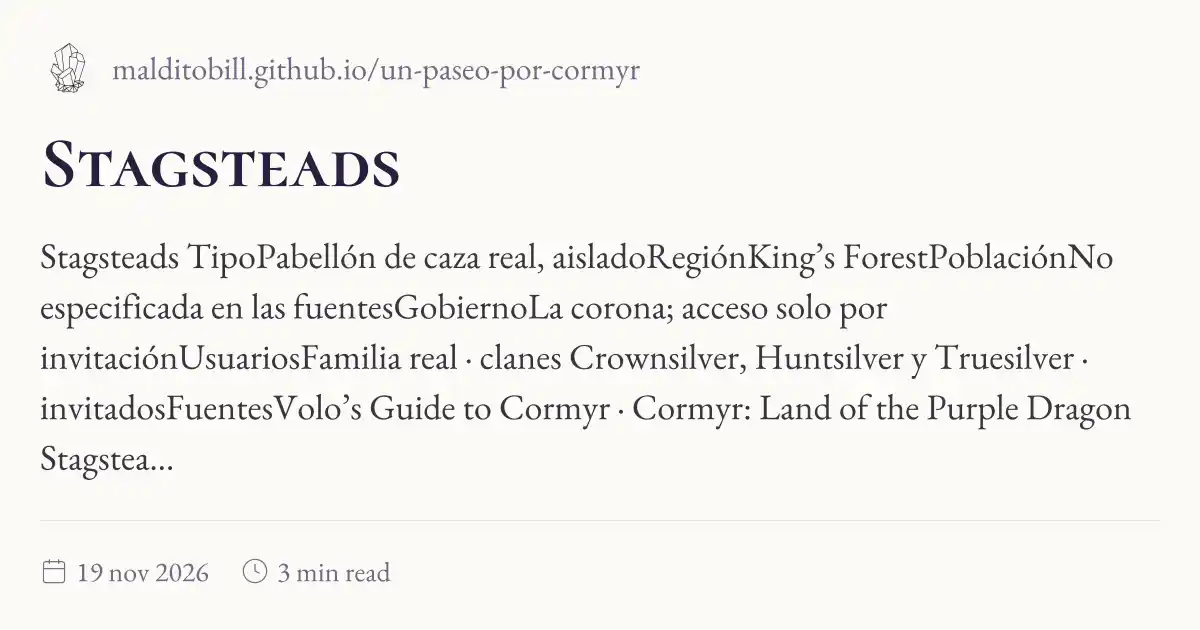 malditobill.github.io/un-paseo-por-cormyr
Stagsteads
Stagsteads TipoPabellón de caza real, aisladoRegiónKing’s ForestPoblaciónNo
especificada en las fuentesGobiernoLa corona; acceso solo por
invitaciónUsuariosFamilia real · clanes Crownsilver, Huntsilver y Truesilver ·
invitadosFuentesVolo’s Guide to Cormyr · Cormyr: Land of the Purple Dragon
Stagstea...
19 nov 2026 3 min read